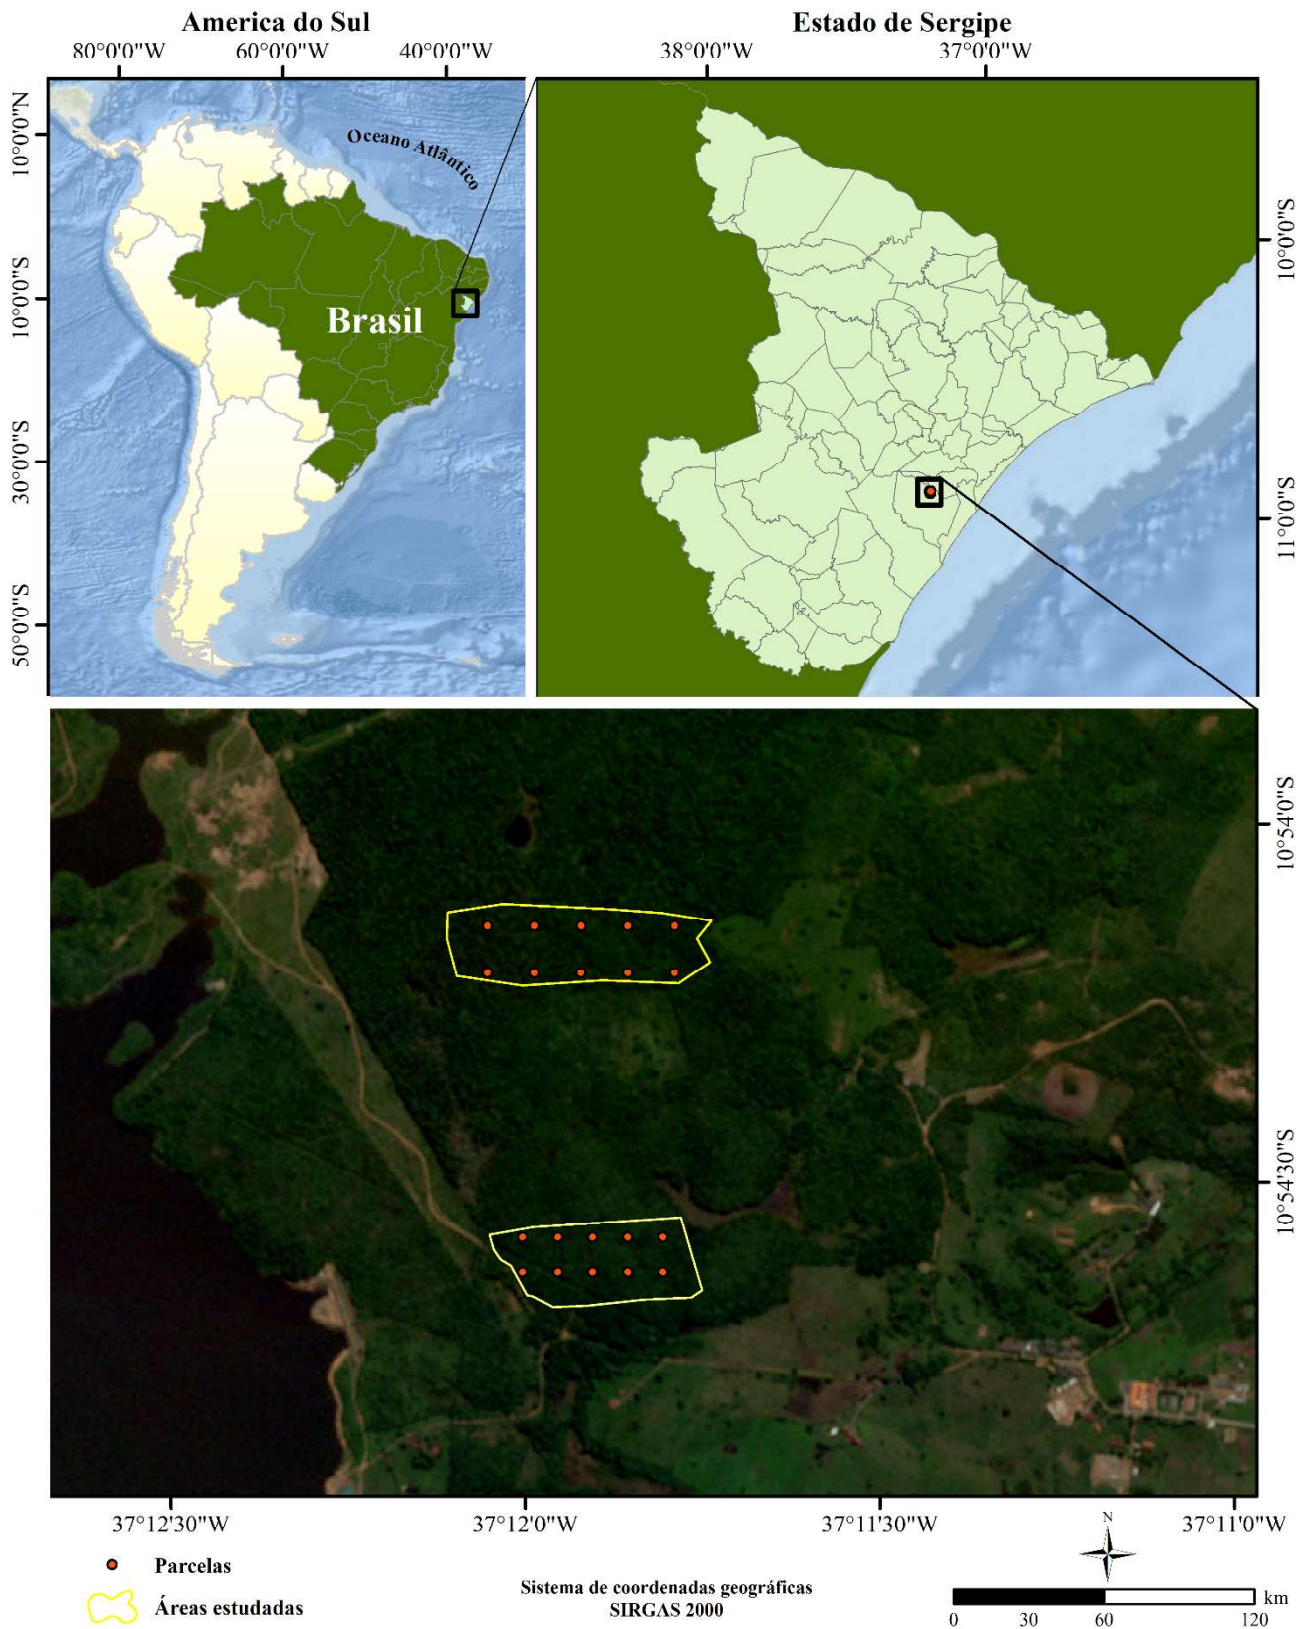 America do Sul
Estado de Sergipe
80°0'0"W
60°0'0"W
40°0'0"W
38°0'0"W
37°0'0"W
10°0'0"N
10°0'0"S
30°0'0"S
50°0'0"S
Oceano Atlântico
Brasil
10°0'0"S
11°0'0"S
10°54'0"S
10°54'30"S
37°12'30"W
37°12'0"W
37°11'30"W
37°11'0"W
Parcelas
Áreas estudadas
Sistema de coordenadas geográficas
SIRGAS 2000
N
km
0 30 60 120